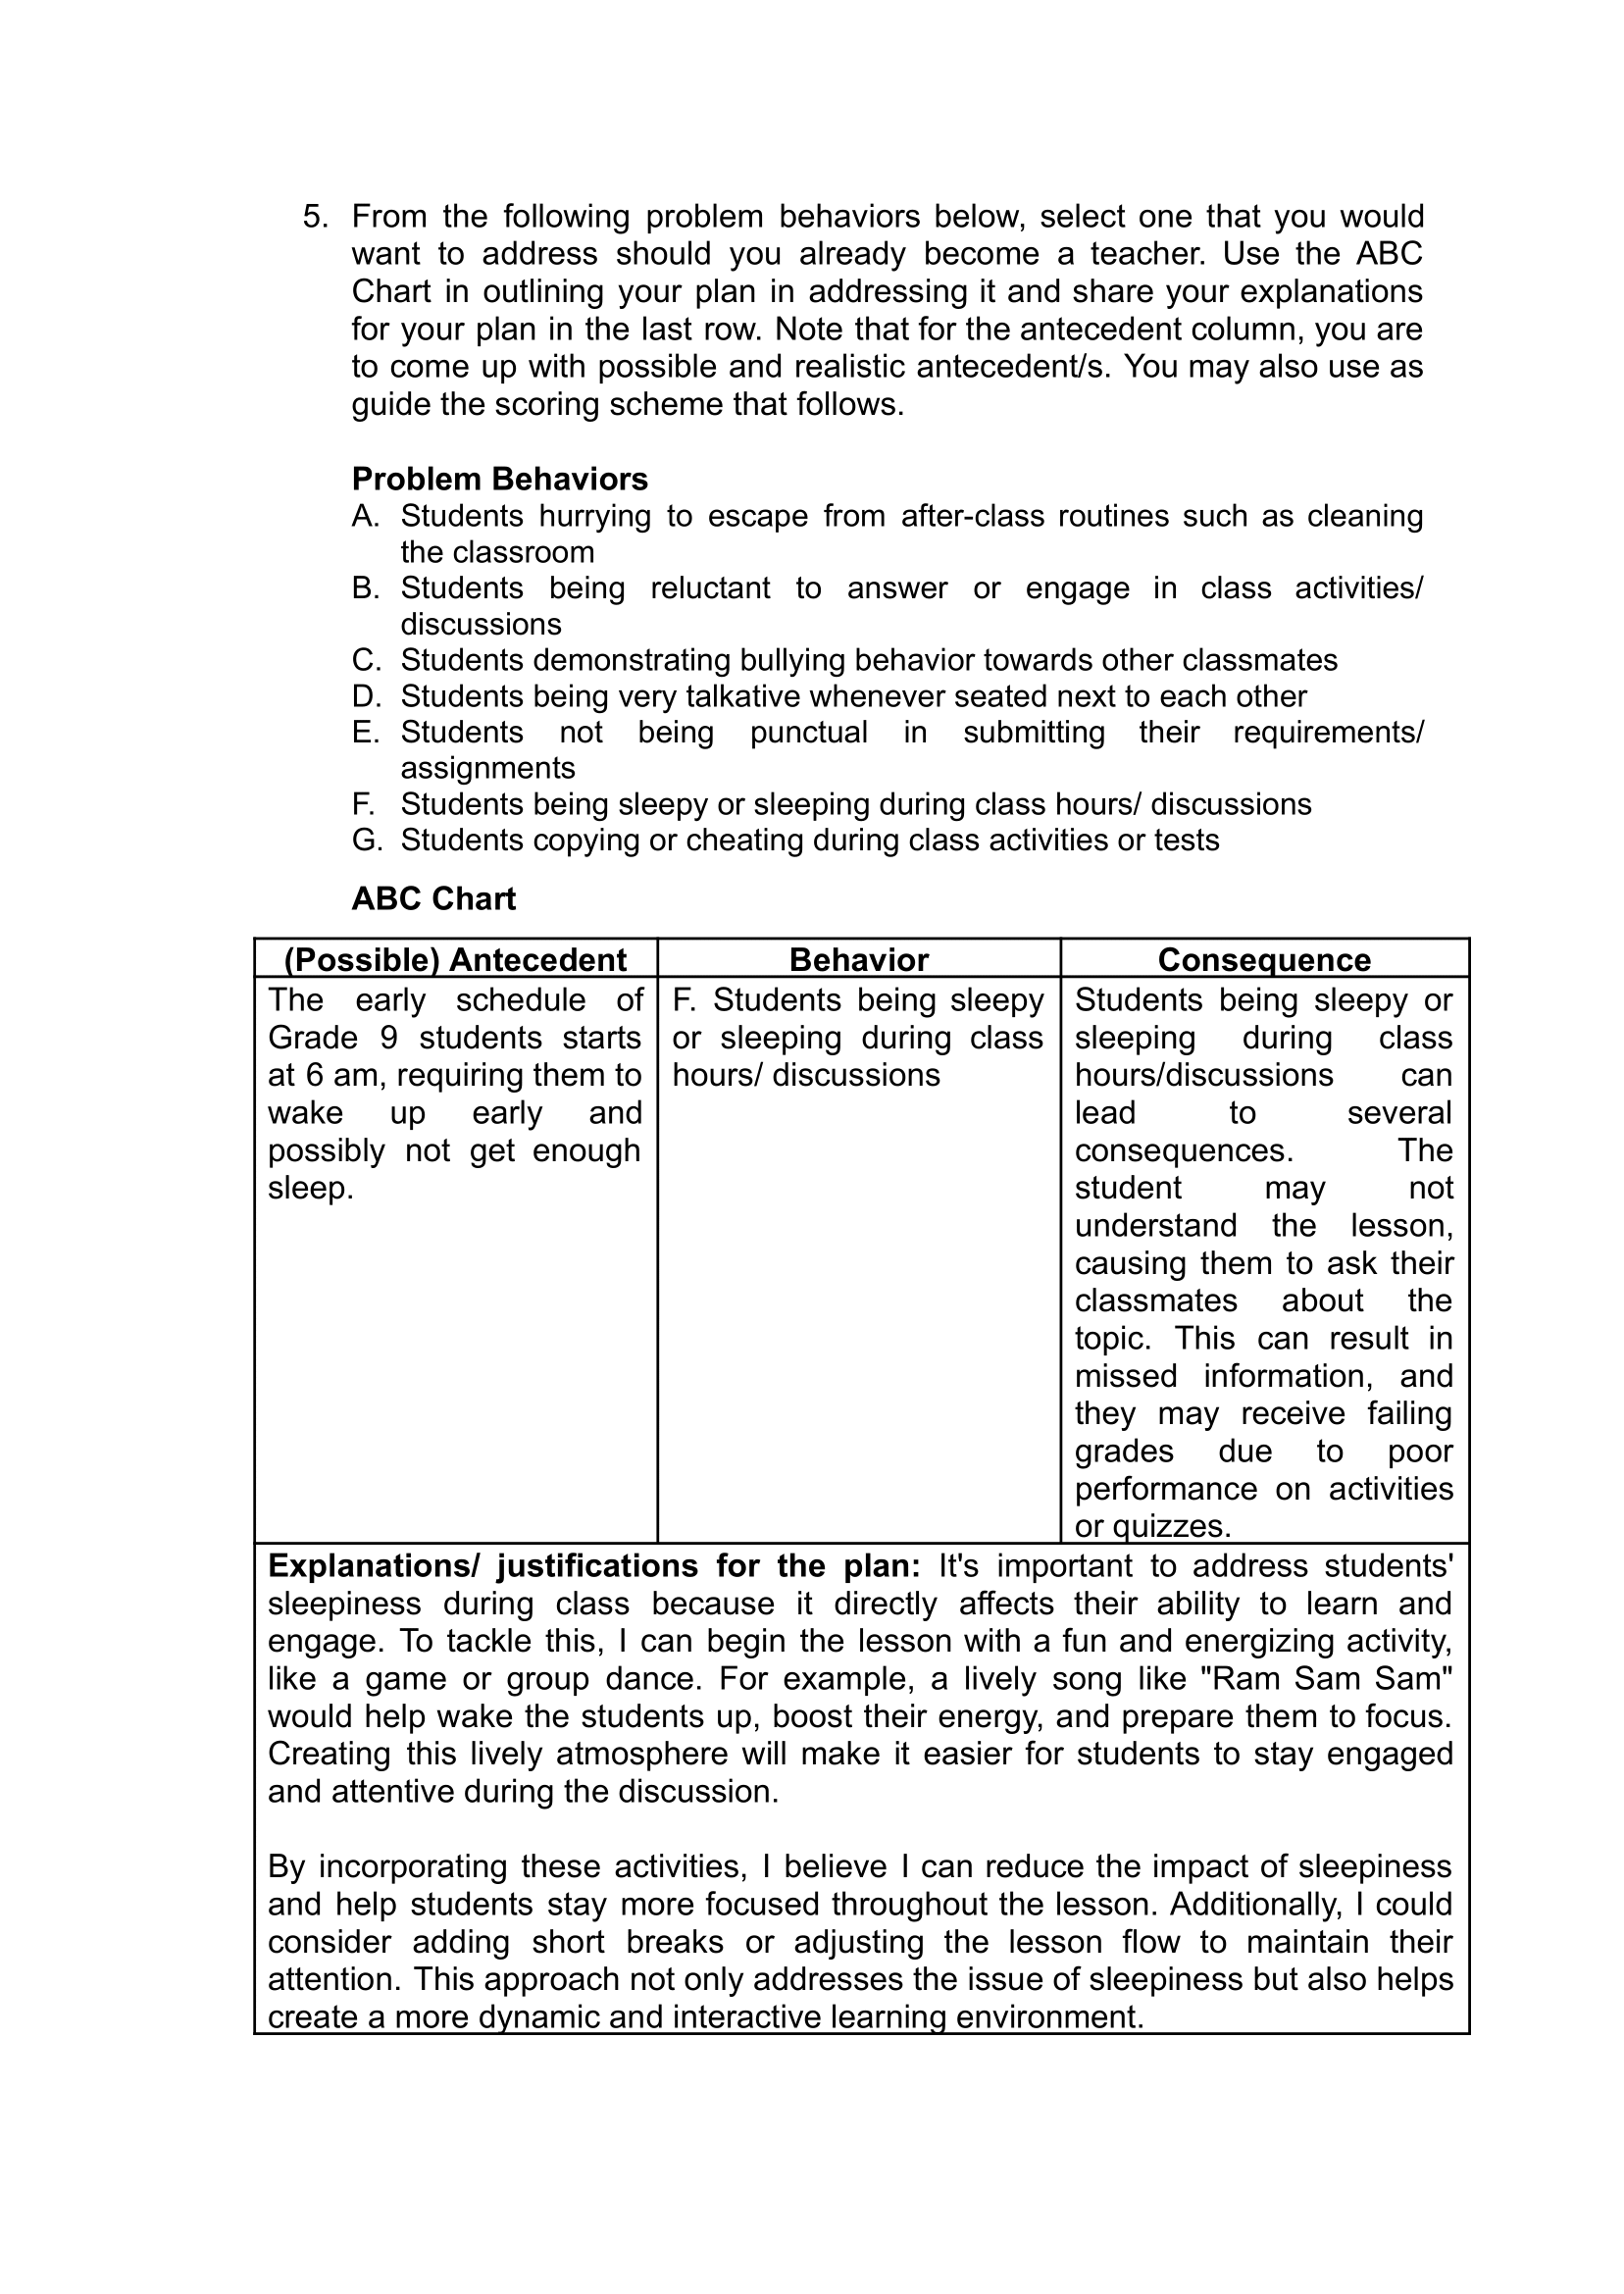 5. From the following problem behaviors below, select one that you would
want to address should you already become a teacher. Use the ABC
Chart in outlining your plan in addressing it and share your explanations
for your plan in the last row. Note that for the antecedent column, you are
to come up with possible and realistic antecedent/s. You may also use as
guide the scoring scheme that follows.
Problem Behaviors
A. Students hurrying to escape from after-class routines such as cleaning
the classroom
B. Students being reluctant to answer or engage in class activities/
discussions
C. Students demonstrating bullying behavior towards other classmates
D. Students being very talkative whenever seated next to each other
E. Students not being punctual in submitting their requirements/
assignments
F. Students being sleepy or sleeping during class hours/ discussions
G. Students copying or cheating during class activities or tests
ABC Chart
(Possible) Antecedent
Behavior
Consequence
The early schedule of
Grade 9 students starts
at 6 am, requiring them to
wake up early and
possibly not get enough
sleep.
F. Students being sleepy
or sleeping during class
hours/ discussions
Students being sleepy or
sleeping during class
hours/discussions can
lead to several
consequences. The
student may not
understand the lesson,
causing them to ask their
classmates about the
topic. This can result in
missed information, and
they may receive failing
grades due to poor
performance on activities
or quizzes.
Explanations/ justifications for the plan: It's important to address students'
sleepiness during class because it directly affects their ability to learn and
engage. To tackle this, I can begin the lesson with a fun and energizing activity,
like a game or group dance. For example, a lively song like "Ram Sam Sam"
would help wake the students up, boost their energy, and prepare them to focus.
Creating this lively atmosphere will make it easier for students to stay engaged
and attentive during the discussion.
By incorporating these activities, I believe I can reduce the impact of sleepiness
and help students stay more focused throughout the lesson. Additionally, I could
consider adding short breaks or adjusting the lesson flow to maintain their
attention. This approach not only addresses the issue of sleepiness but also helps
create a more dynamic and interactive learning environment.